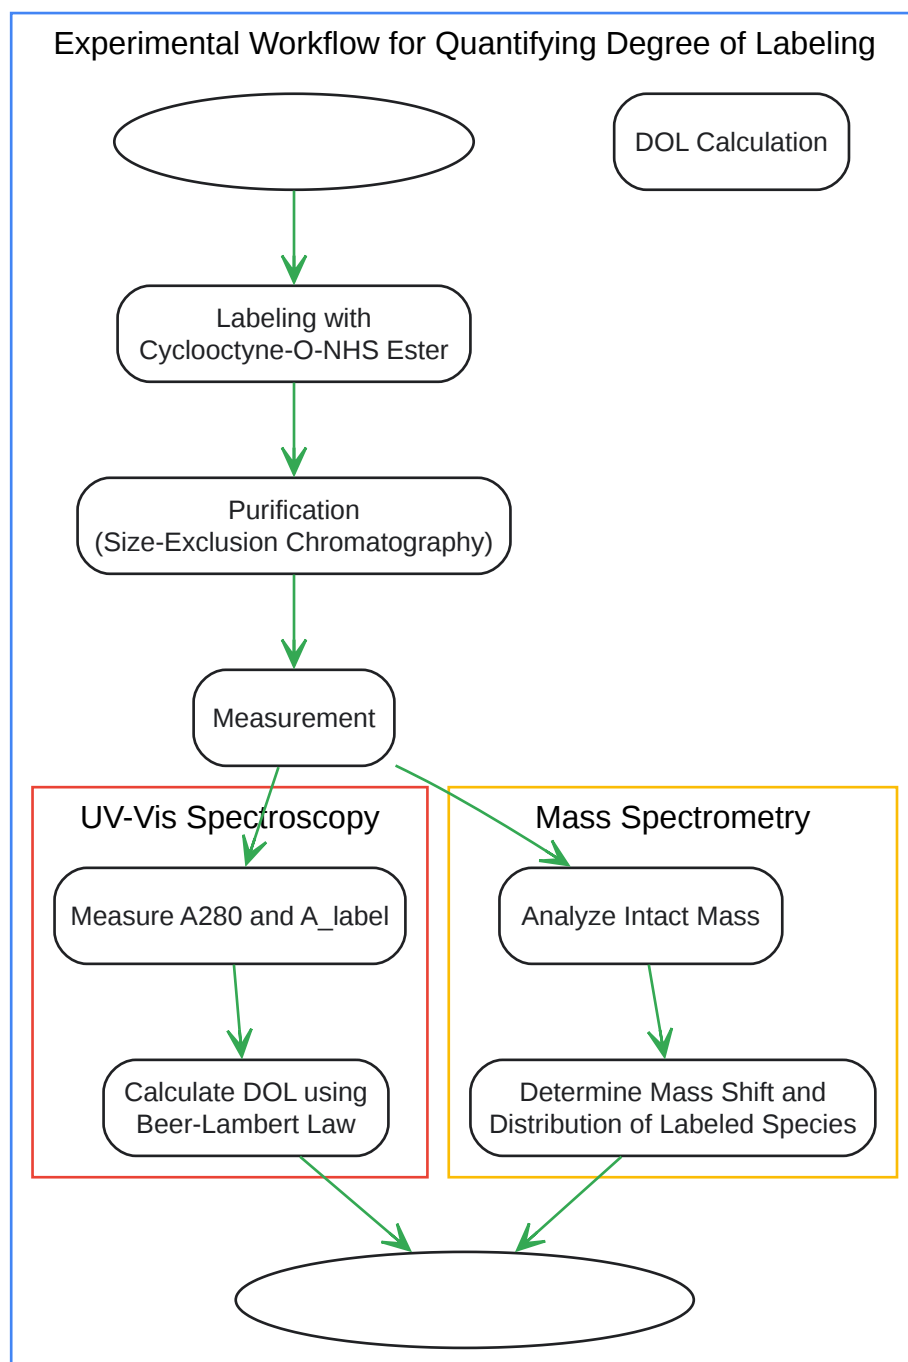 Experimental Workflow for Quantifying Degree of Labeling
DOL Calculation
Labeling with
Cyclooctyne-O-NHS Ester
Purification
(Size-Exclusion Chromatography)
Measurement
UV-Vis Spectroscopy
Measure A280 and A_label
Calculate DOL using
Beer-Lambert Law
Mass Spectrometry
Analyze Intact Mass
Determine Mass Shift and
Distribution of Labeled Species